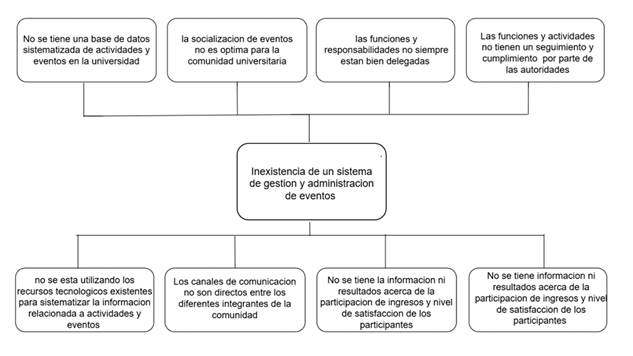 No se tiene una base de datos
sistematizada de actividades y
eventos en la universidad
la socializacion de eventos
no es optima para la
comunidad universitaria
las funciones y
responsabilidades no siempre
estan bien delegadas
Las funciones y actividades
no tienen un seguimiento y
cumplimiento por parte de
las autoridades
Inexistencia de un sistema
de gestion y administracion
de eventos
no se esta utilizando los
recursos tecnologicos existentes
para sistematizar la informacion
relacionada a actividades y
eventos
Los canales de comunicacion
no son directos entre los
diferentes integrantes de la
comunidad
No se tiene la informacion ni
resultados acerca de la
participacion de ingresos y nivel
de satisfaccion de los
participantes
No se tiene informacion ni
resultados acerca de la
participacion de ingresos y nivel
de satisfaccion de los
participantes